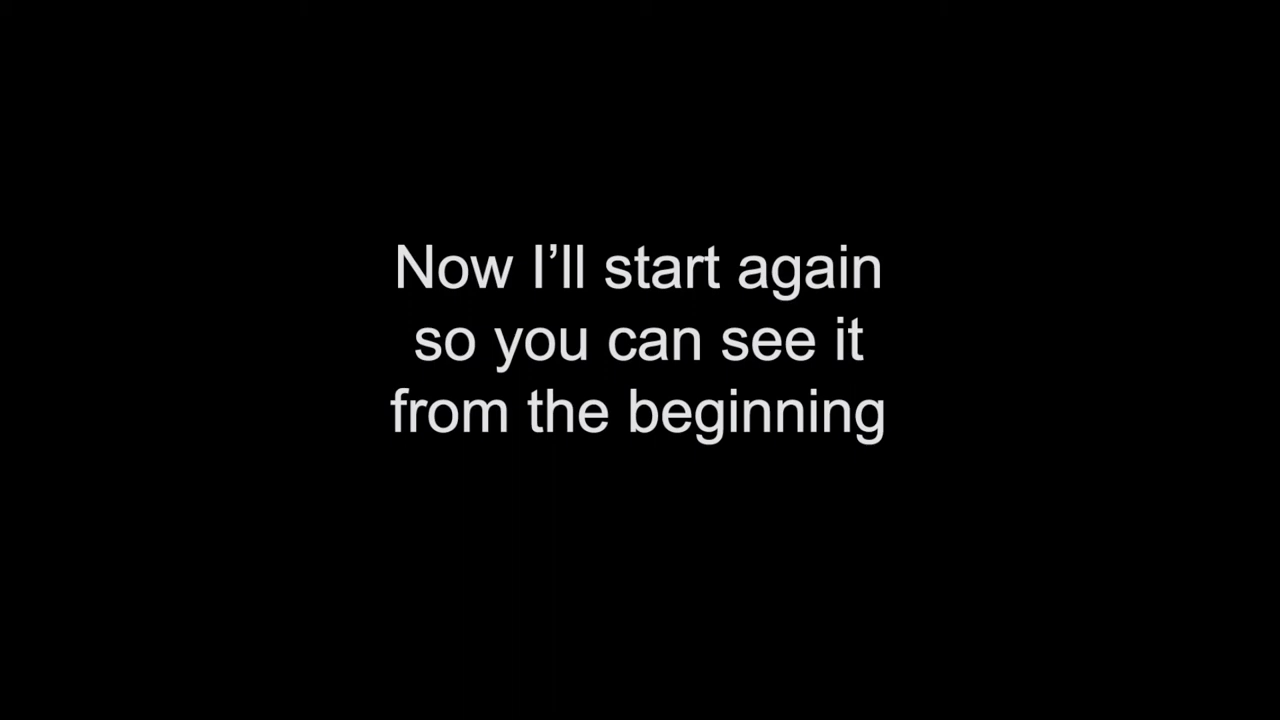 Now I’ll start again
so you can see it
from the beginning